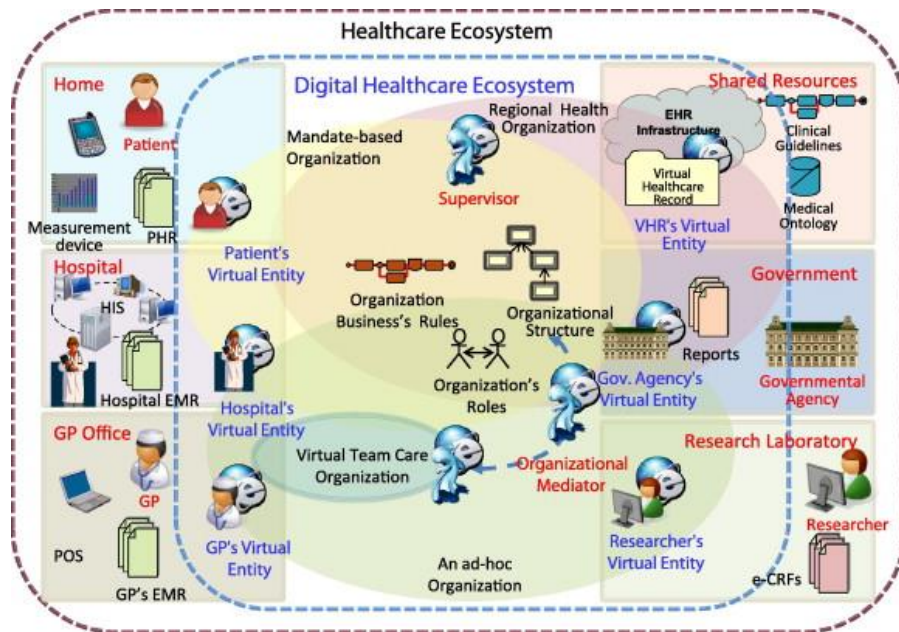 Healthcare Ecosystem
Home
Patient
Measurement
device
PHR
Digital Healthcare Ecosystem
Mandate-based
Organization
Regional Health
Organization
Supervisor
Patient's
Virtual Entity
Shared Resources
EHR
Infrastructure
Virtual
Healthcare
Record
Clinical
Guidelines
Medical
Ontology
VHR's Virtual
Entity
Hospital
HIS
Hospital EMR
Hospital's
Virtual Entity
Organization
Business's Rules
Organizational
Structure
Organization's
Roles
Government
Reports
Gov. Agency's
Virtual Entity
Governmental
Agency
GP Office
GP
POS
GP's EMR
GP's Virtual
Entity
Virtual Team Care
Organization
Organizational
Mediator
An ad-hoc
Organization
Research Laboratory
Researcher
Researcher's
Virtual Entity
e-CRFs